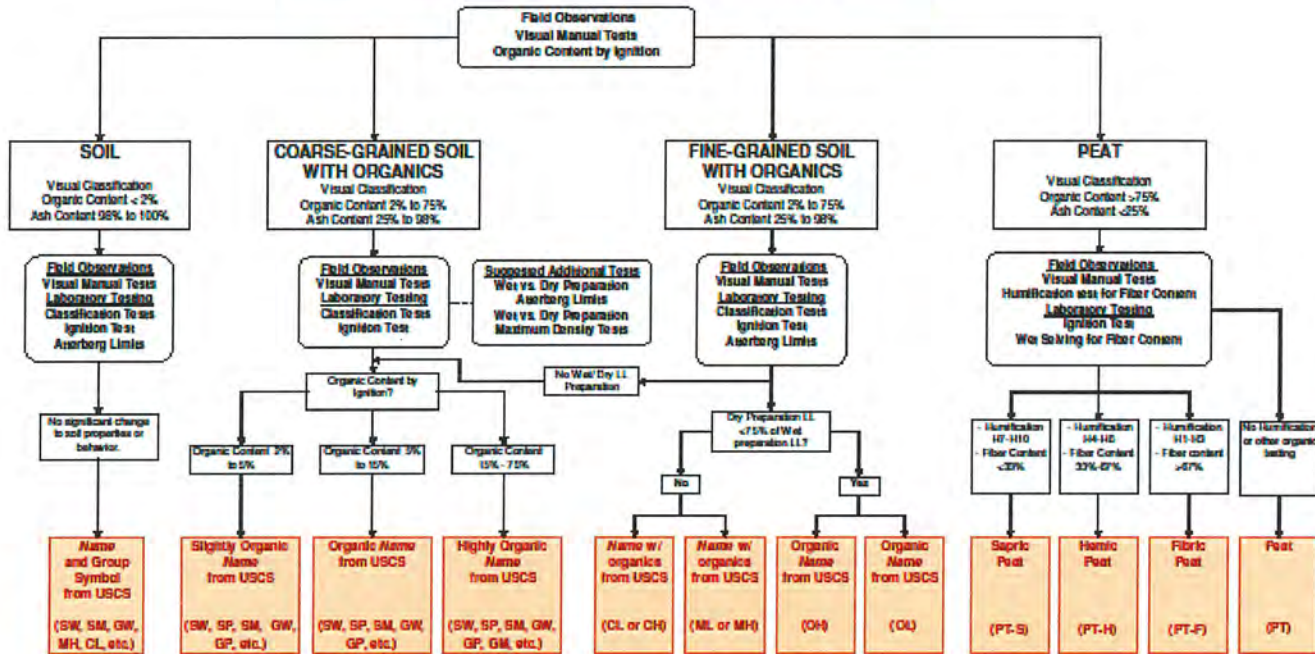 Field Observations
Visual Manual Tests
Organic Content by Ignition
SOIL
Visual Classification
Organic Content < 2%
Ash Content 98% to 100%
COARSE-GRAINED SOIL
WITH ORGANICS
Visual Classification
Organic Content 2% to 75%
Ash Content 25% to 98%
FINE-GRAINED SOIL
WITH ORGANICS
Visual Classification
Organic Content 2% to 75%
Ash Content 25% to 98%
PEAT
Visual Classification
Organic Content >75%
Ash Content <25%
Field Observations
Visual Manual Tests
Laboratory Testing
Classification Tests
Ignition Test
Atterberg Limits
Field Observations
Visual Manual Tests
Laboratory Testing
Classification Tests
Ignition Test
Suggested Additional Tests
Wet vs. Dry Preparation
Atterberg Limits
Wet vs. Dry Preparation
Maximum Density Tests
Field Observations
Visual Manual Tests
Laboratory Testing
Classification Tests
Ignition Test
Atterberg Limits
Field Observations
Visual Manual Tests
Humification test for Fiber Content
Laboratory Testing
Ignition Test
Wet Seiving for Fiber Content
No significant change
to soil properties or
behavior.
Organic Content by
Ignition?
No Wet/Dry LL
Preparation
Dry Preparation LL
<75% of Wet
preparation LL?
Organic Content 2%
to 5%
Organic Content 5%
to 15%
Organic Content
15% - 75%
No
Yes
- Humification
H7-H10
- Fiber Content
<33%
- Humification
H4-H6
- Fiber Content
33%-67%
- Humification
H1-H3
- Fiber content
>67%
No Humification
or other organic
testing
Name
and Group
Symbol
from USCS
(SW, SM, GW,
MH, CL, etc.)
Slightly Organic
Name
from USCS
(SW, SP, SM, GW,
GP, etc.)
Organic Name
from USCS
(SW, SP, SM, GW,
GP, etc.)
Highly Organic
Name
from USCS
(SW, SP, SM, GW,
GP, GM, etc.)
Name w/
organics
from USCS
(CL or CH)
Name w/
organics
from USCS
(ML or MH)
Organic
Name from
USCS
(OH)
Organic
Name from
USCS
(OL)
Sapric
Peat
(PT-S)
Hemic
Peat
(PT-H)
Fibric
Peat
(PT-F)
Peat
(PT)